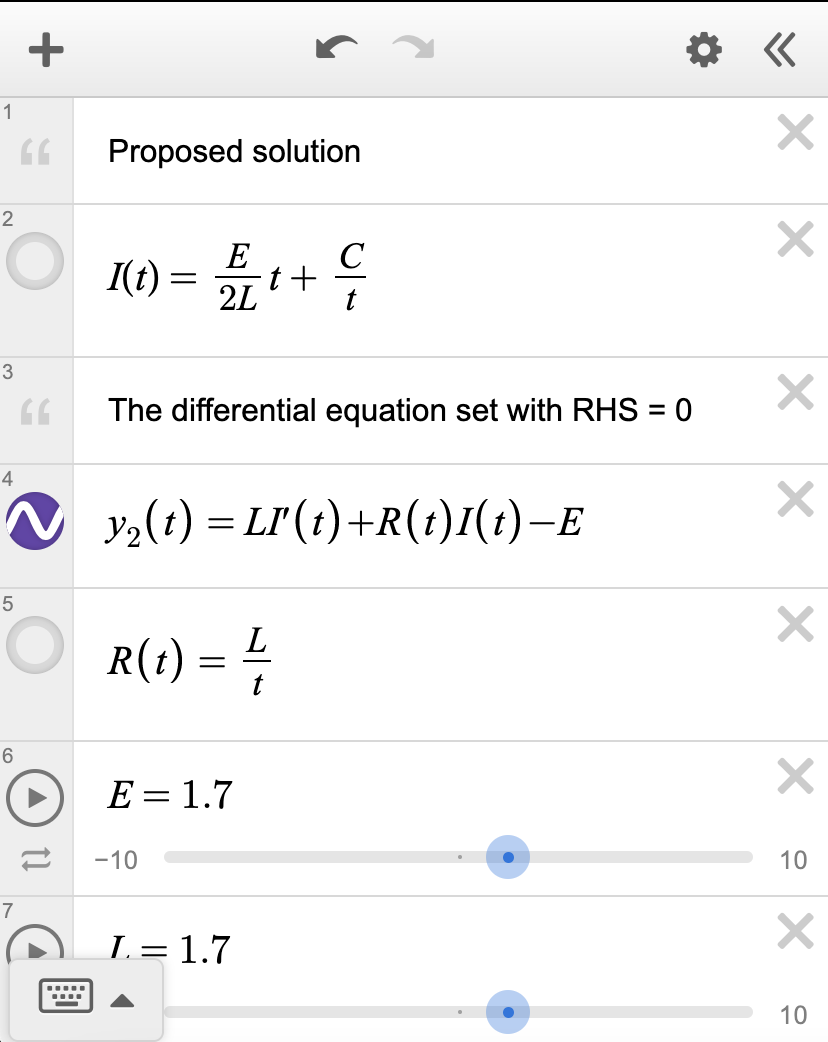 1
Proposed solution
2
I(t) = \frac{E}{2L} t + \frac{C}{t}
3
The differential equation set with RHS = 0
4
y_2(t) = LI'(t)+R(t)I(t)−E
5
R(t) = \frac{L}{t}
6
E = 1.7
−10 10
7
L = 1.7
10